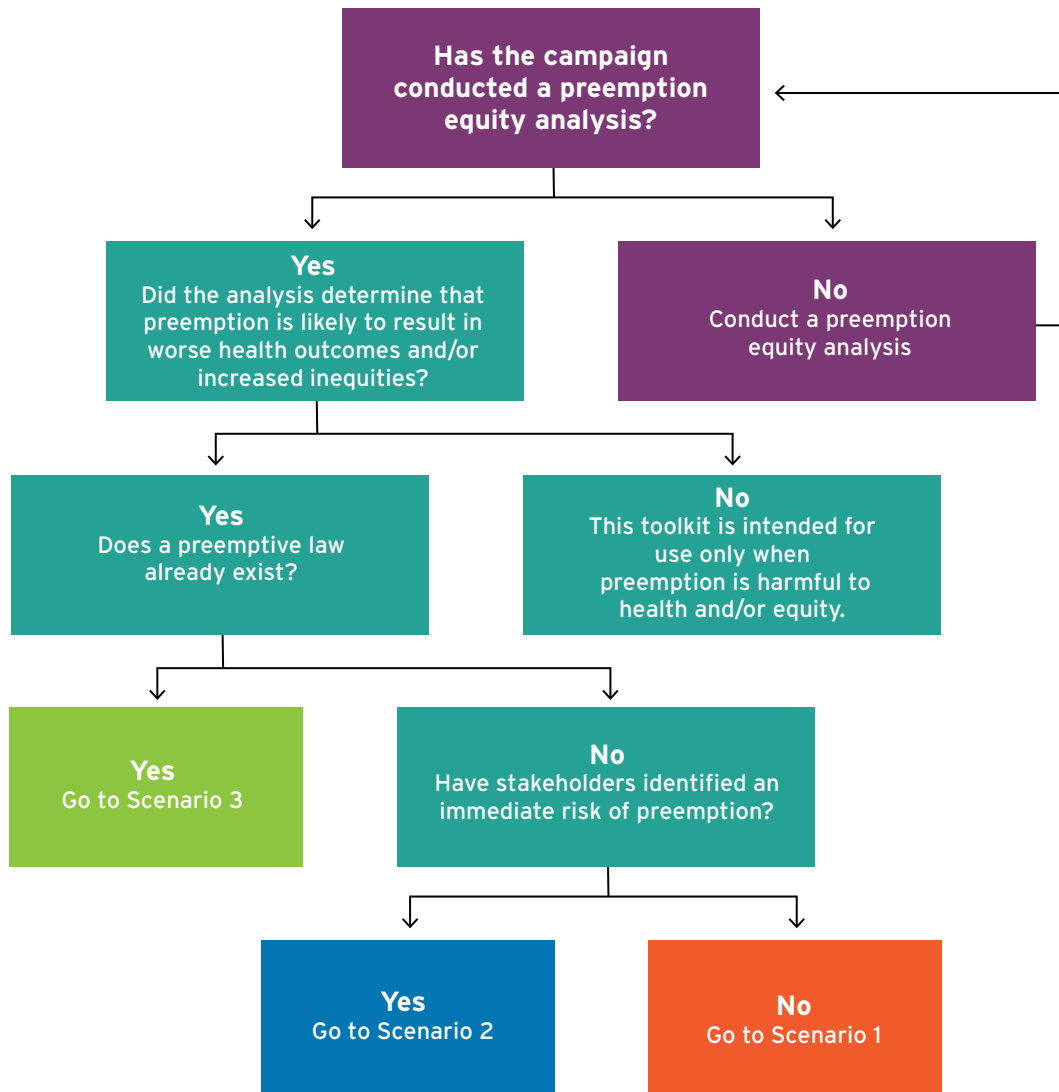 Has the campaign
conducted a preemption
equity analysis?
Yes
Did the analysis determine that
preemption is likely to result in
worse health outcomes and/or
increased inequities?
No
Conduct a preemption
equity analysis
Yes
Does a preemptive law
already exist?
No
This toolkit is intended for
use only when
preemption is harmful to
health and/or equity.
Yes
Go to Scenario 3
No
Have stakeholders identified an
immediate risk of preemption?
Yes
Go to Scenario 2
No
Go to Scenario 1